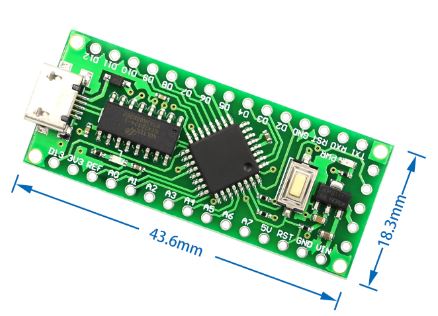 D12 D11 D10 D9 D8 D7 D6 D5 D4 D3 D2 GND RST RX0 TX1
PWR
D13 3V3 REF A0 A1 A2 A3 A4 A5 A6 A7 5V RST GND VIN
43.6mm
18.3mm